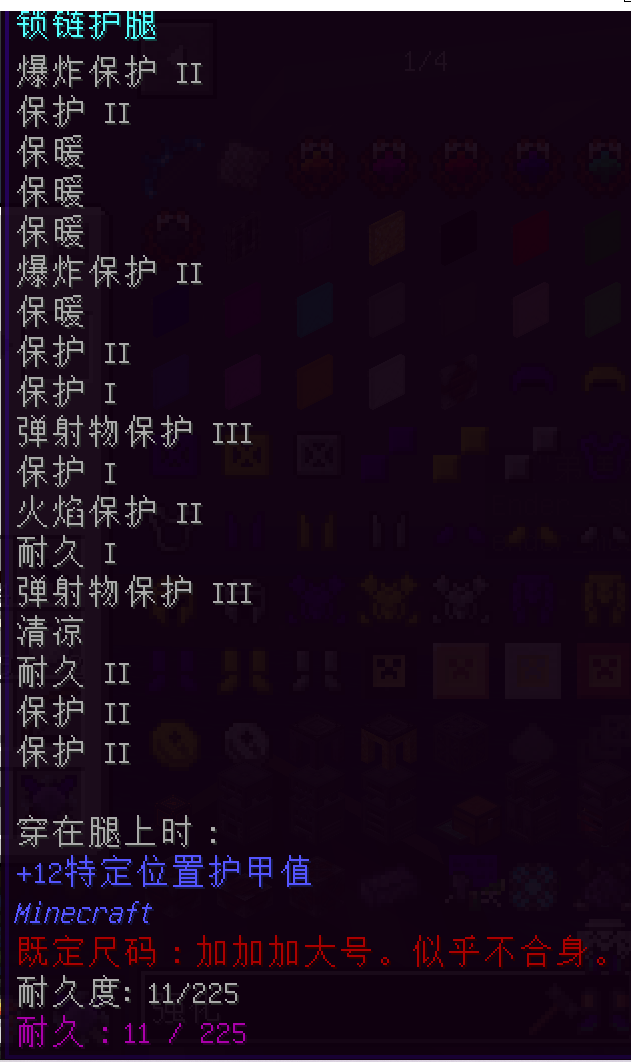 锁链护腿
爆炸保护 II
1/4
保护 II
保暖
保暖
保暖
爆炸保护 II
保暖
保护 II
保护 I
弹射物保护 III
保护 I
火焰保护 II
耐久 I
弹射物保护 III
清凉
耐久 II
保护 II
保护 II
穿在腿上时：
+12特定位置护甲值
Minecraft
既定尺码：加加加大号。似乎不合身。
耐久度: 11/225
强化
耐久：11 / 225